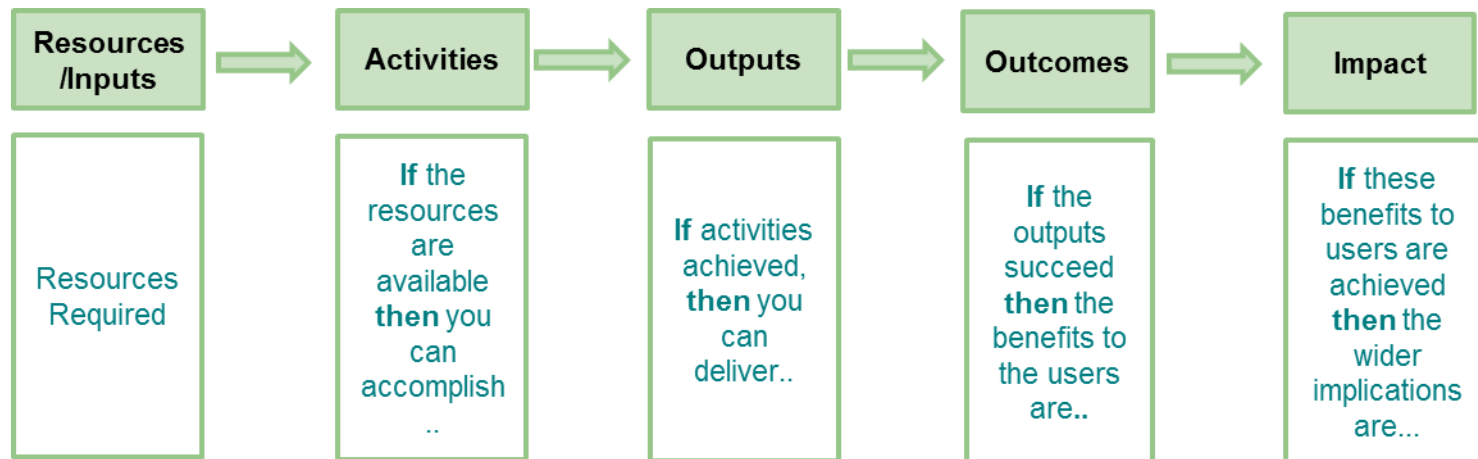 Resources
/Inputs
Activities
Outputs
Outcomes
Impact
Resources
Required
If the
resources
are
available
then you
can
accomplish
..
If activities
achieved,
then you
can
deliver..
If the
outputs
succeed
then the
benefits to
the users
are..
If these
benefits to
users are
achieved
then the
wider
implications
are...